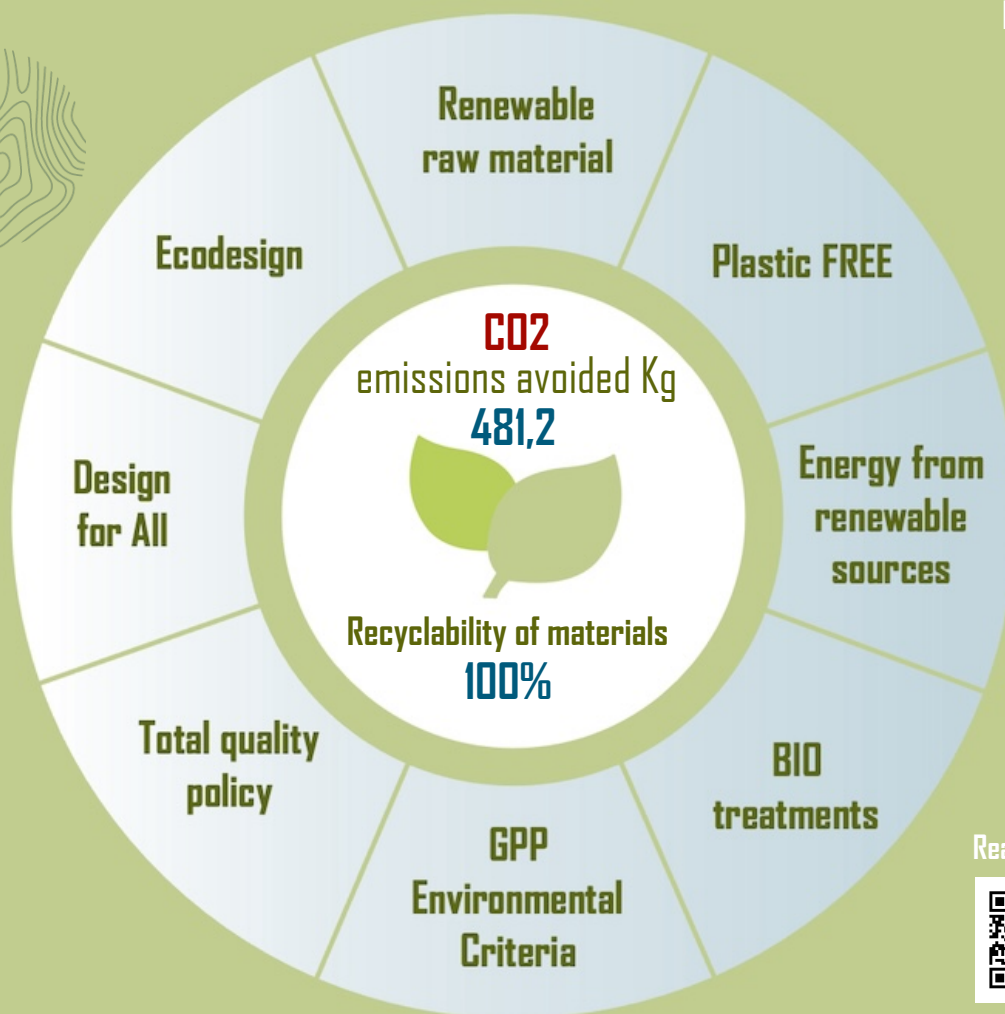 Renewable
raw material
Plastic FREE
Ecodesign
CO2
emissions avoided Kg
481,2
Energy from
renewable
sources
Design
for All
Recyclability of materials
100%
Total quality
policy
BIO
treatments
GPP
Environmental
Criteria